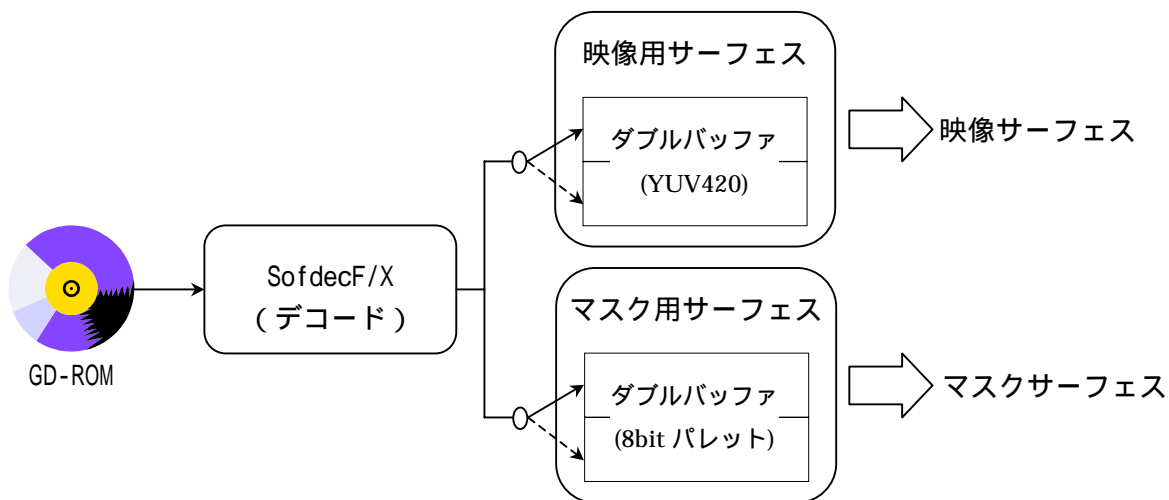 映像用サーフェス
ダブルバッファ
(YUV420)
映像サーフェス
SofdecF/X
(デコード)
GD-ROM
マスク用サーフェス
ダブルバッファ
(8bit パレット)
マスクサーフェス